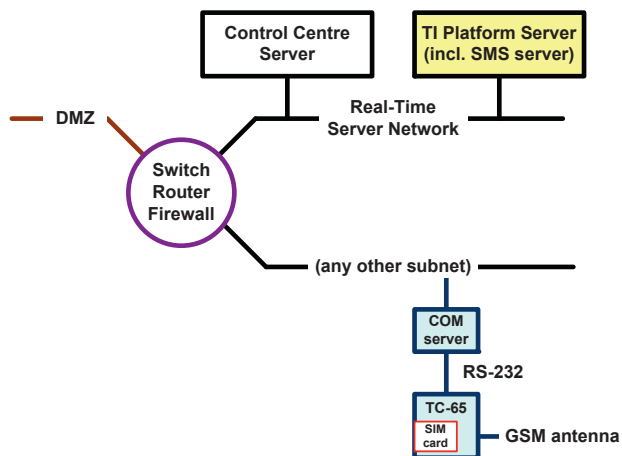 Control Centre
Server
TI Platform Server
(incl. SMS server)
DMZ
Real-Time
Server Network
Switch
Router
Firewall
(any other subnet)
COM
server
RS-232
TC-65
SIM
card
GSM antenna